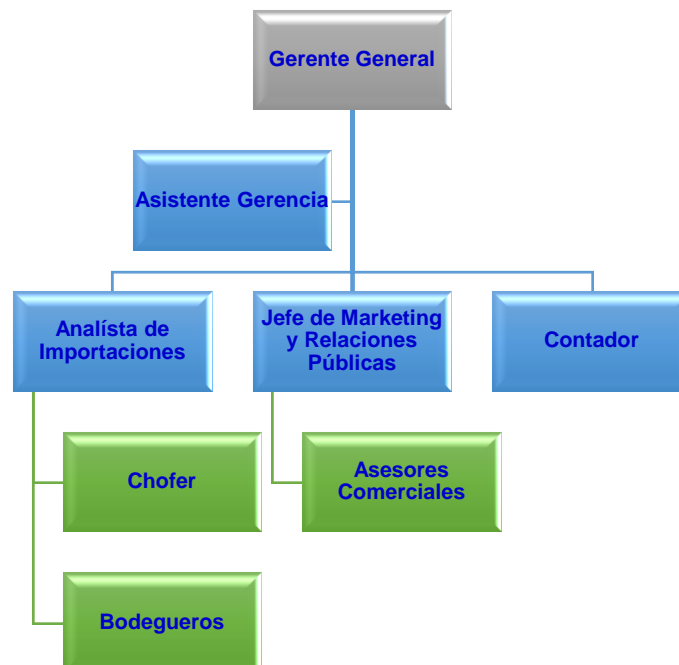 Gerente General
Asistente Gerencia
Analísta de
Importaciones
Jefe de Marketing
y Relaciones
Públicas
Contador
Chofer
Asesores
Comerciales
Bodegueros